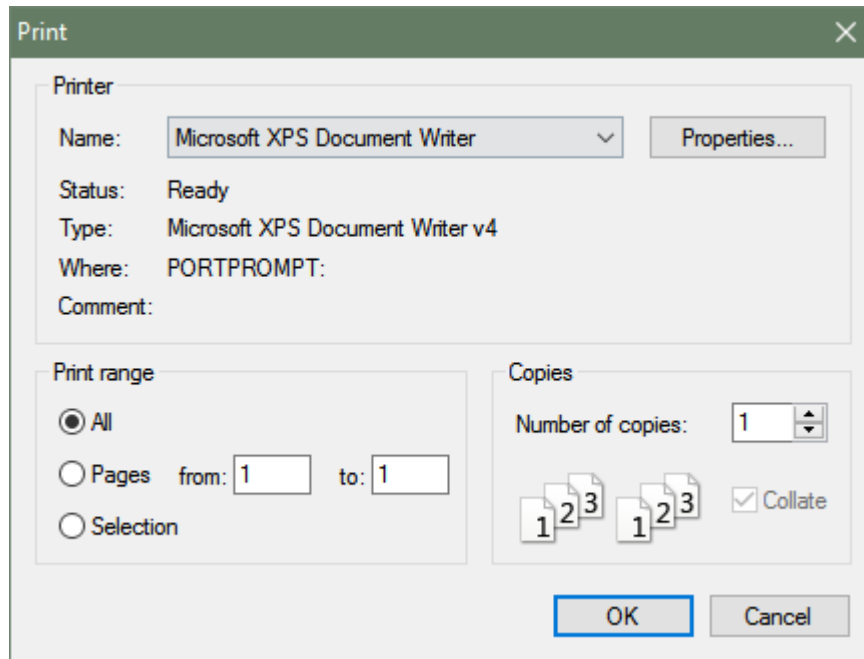 Print
Printer
Name: Microsoft XPS Document Writer Properties...
Status: Ready
Type: Microsoft XPS Document Writer v4
Where: PORTPROMPT:
Comment:
Print range
All
Pages from: 1 to: 1
Selection
Copies
Number of copies: 1
1 2 3 1 2 3 Collate
OK Cancel